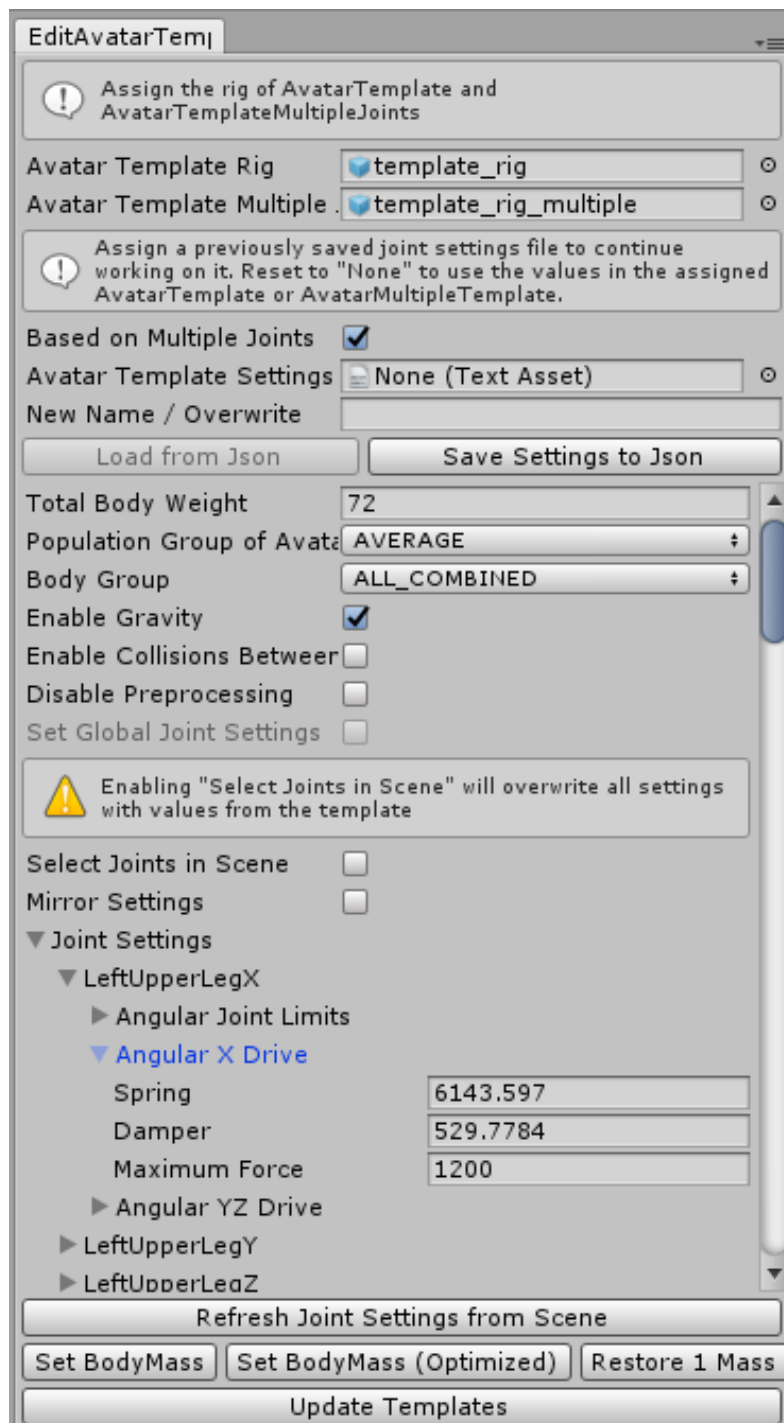 EditAvatarTemp
Assign the rig of AvatarTemplate and
AvatarTemplateMultipleJoints
Avatar Template Rig template_rig
Avatar Template Multiple . template_rig_multiple
Assign a previously saved joint settings file to continue
working on it. Reset to "None" to use the values in the assigned
AvatarTemplate or AvatarMultipleTemplate.
Based on Multiple Joints
Avatar Template Settings None (Text Asset)
New Name / Overwrite
Load from Json Save Settings to Json
Total Body Weight 72
Population Group of Avata AVERAGE
Body Group ALL_COMBINED
Enable Gravity
Enable Collisions Between
Disable Preprocessing
Set Global Joint Settings
Enabling "Select Joints in Scene" will overwrite all settings
with values from the template
Select Joints in Scene
Mirror Settings
Joint Settings
LeftUpperLegX
Angular Joint Limits
Angular X Drive
Spring 6143.597
Damper 529.7784
Maximum Force 1200
Angular YZ Drive
LeftUpperLegY
LeftUpperLegZ
Refresh Joint Settings from Scene
Set BodyMass Set BodyMass (Optimized) Restore 1 Mass
Update Templates